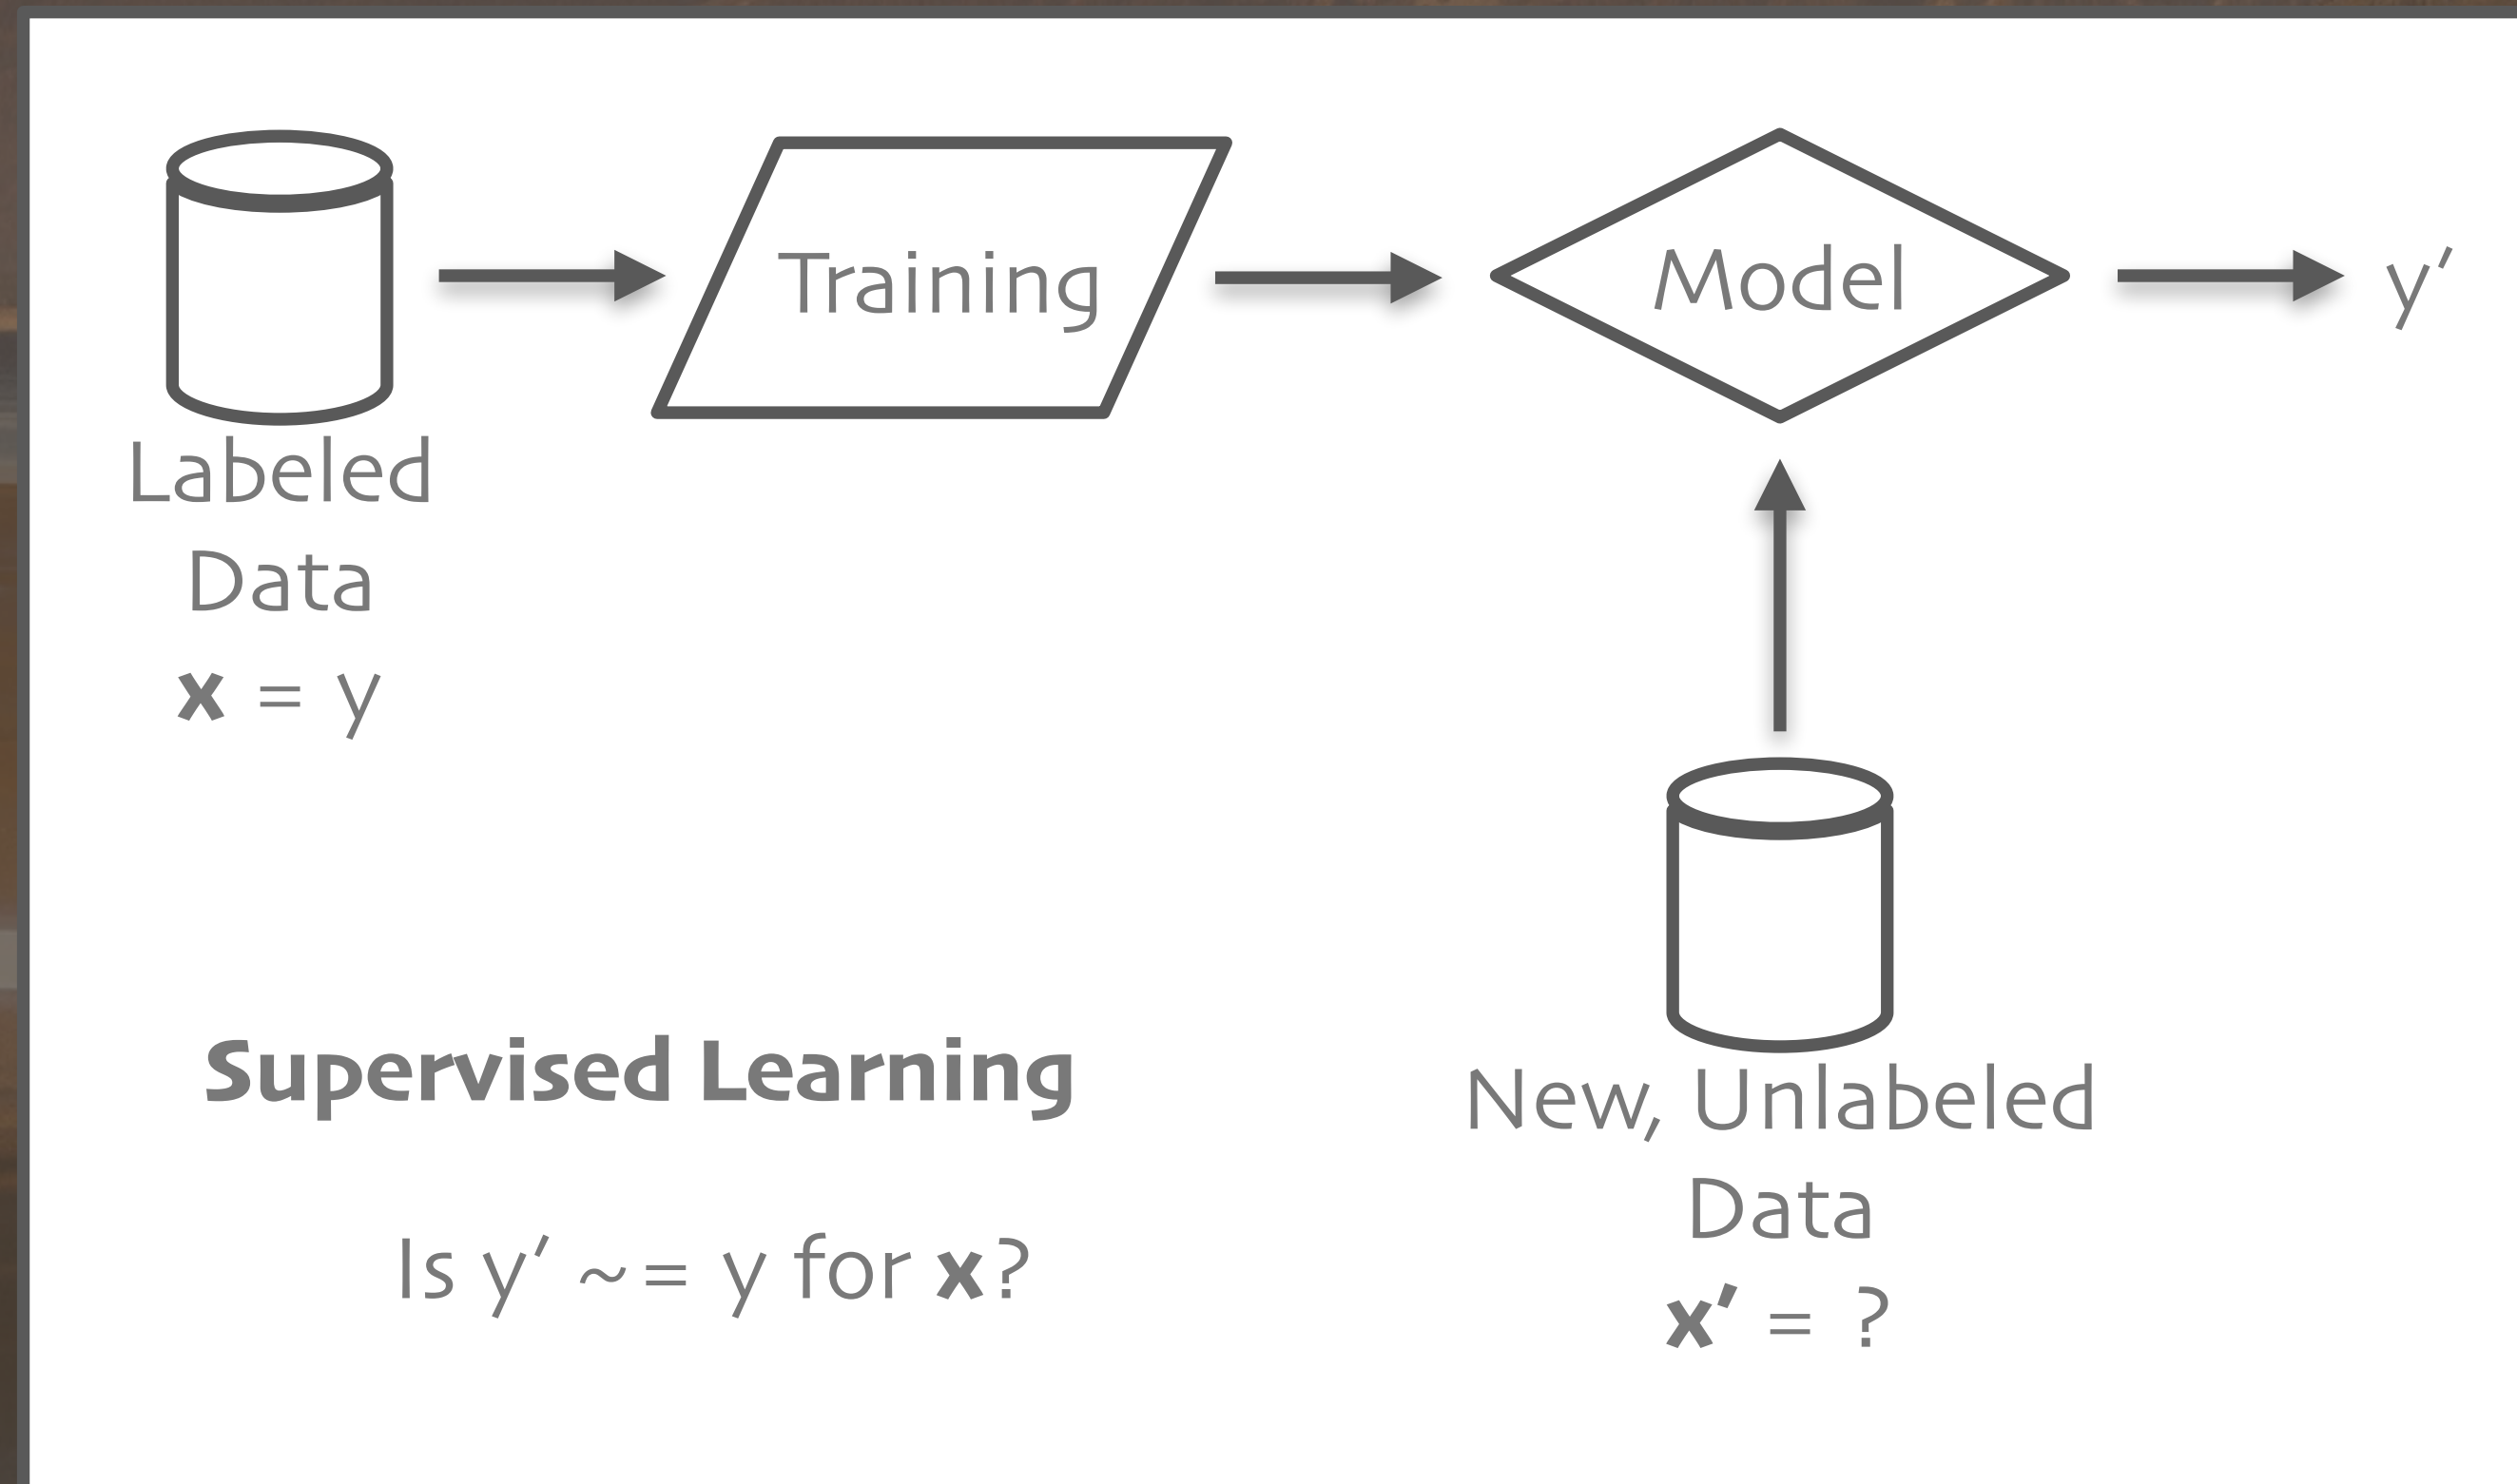 Training
Model
y′
Labeled
Data
x = y
Supervised Learning
Is y′ ~= y for x?
New, Unlabeled
Data
x′ = ?